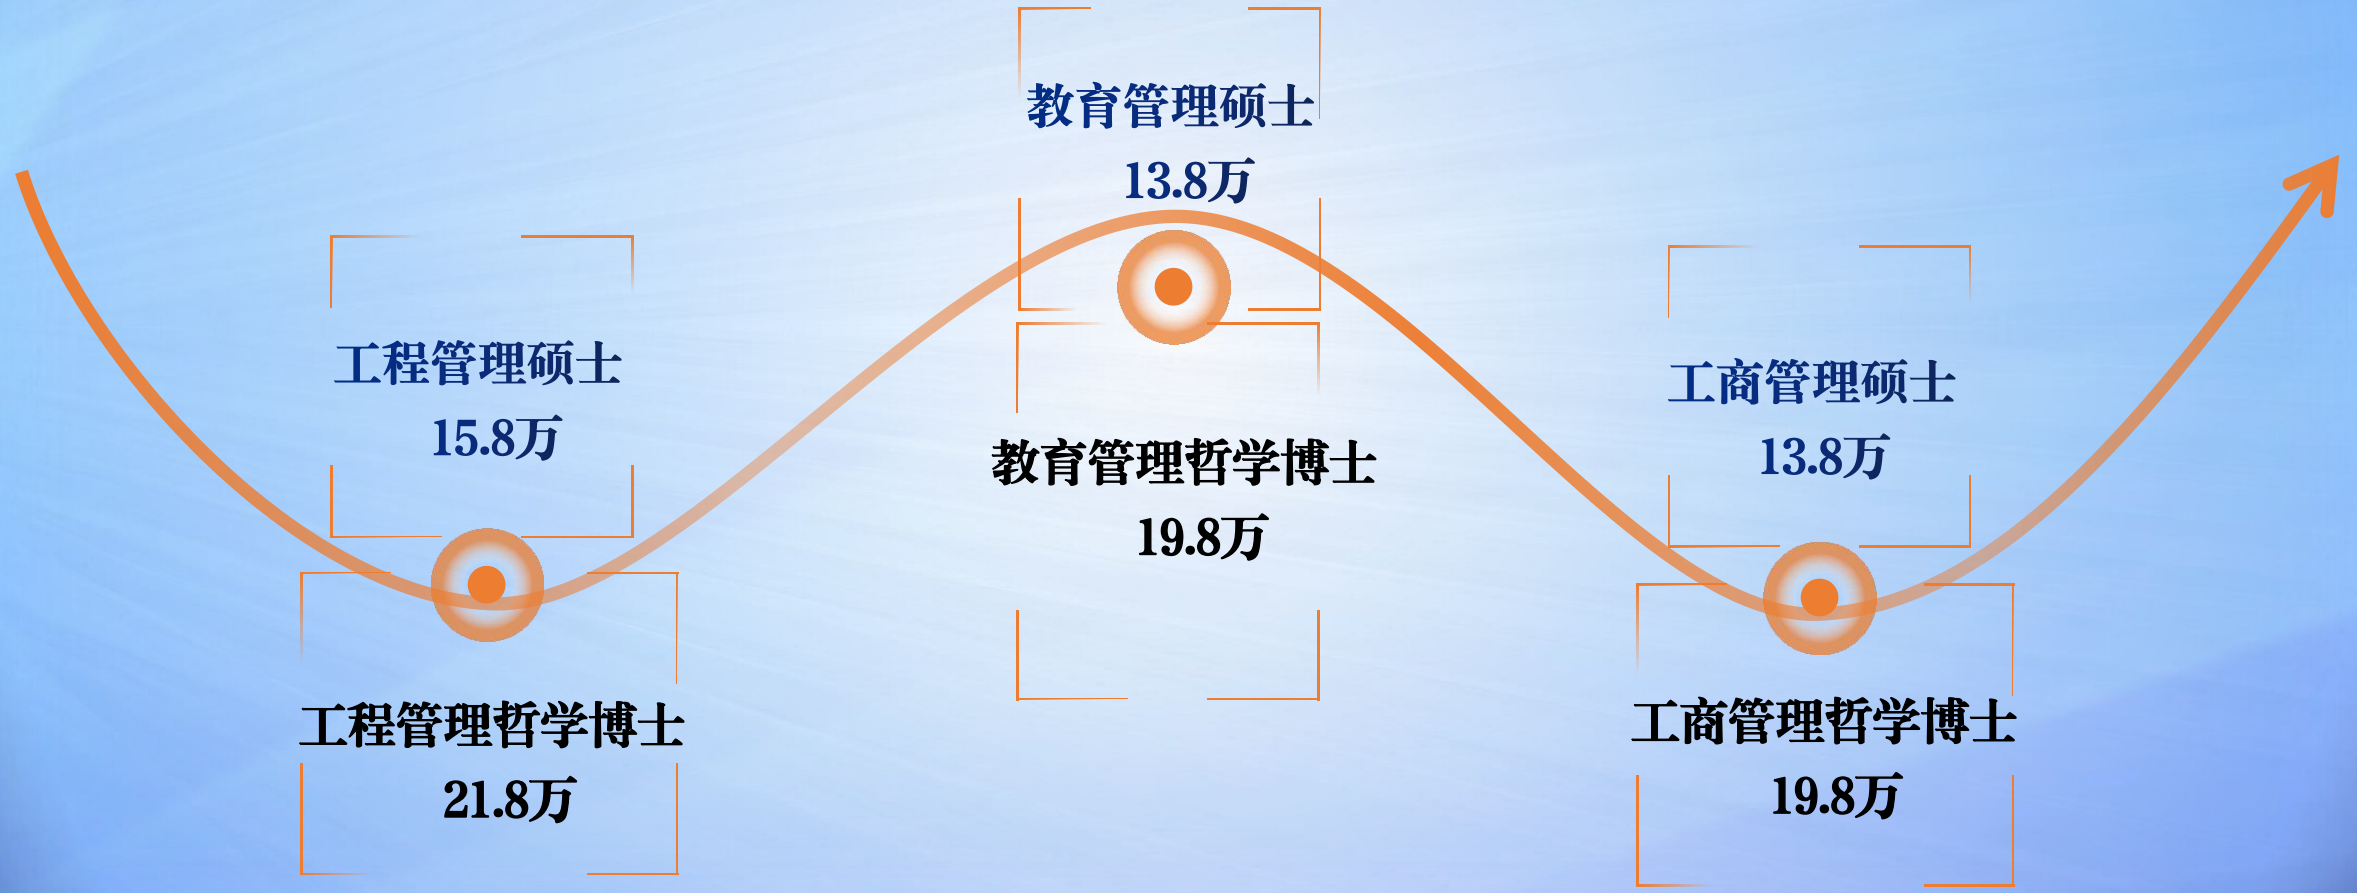 工程管理硕士
15.8万
工程管理哲学博士
21.8万
教育管理硕士
13.8万
教育管理哲学博士
19.8万
工商管理硕士
13.8万
工商管理哲学博士
19.8万